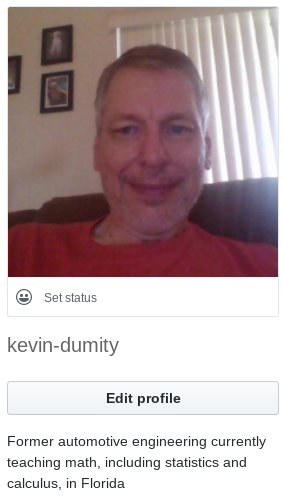 Set status
kevin-dumity
Edit profile
Former automotive engineering currently
teaching math, including statistics and
calculus, in Florida